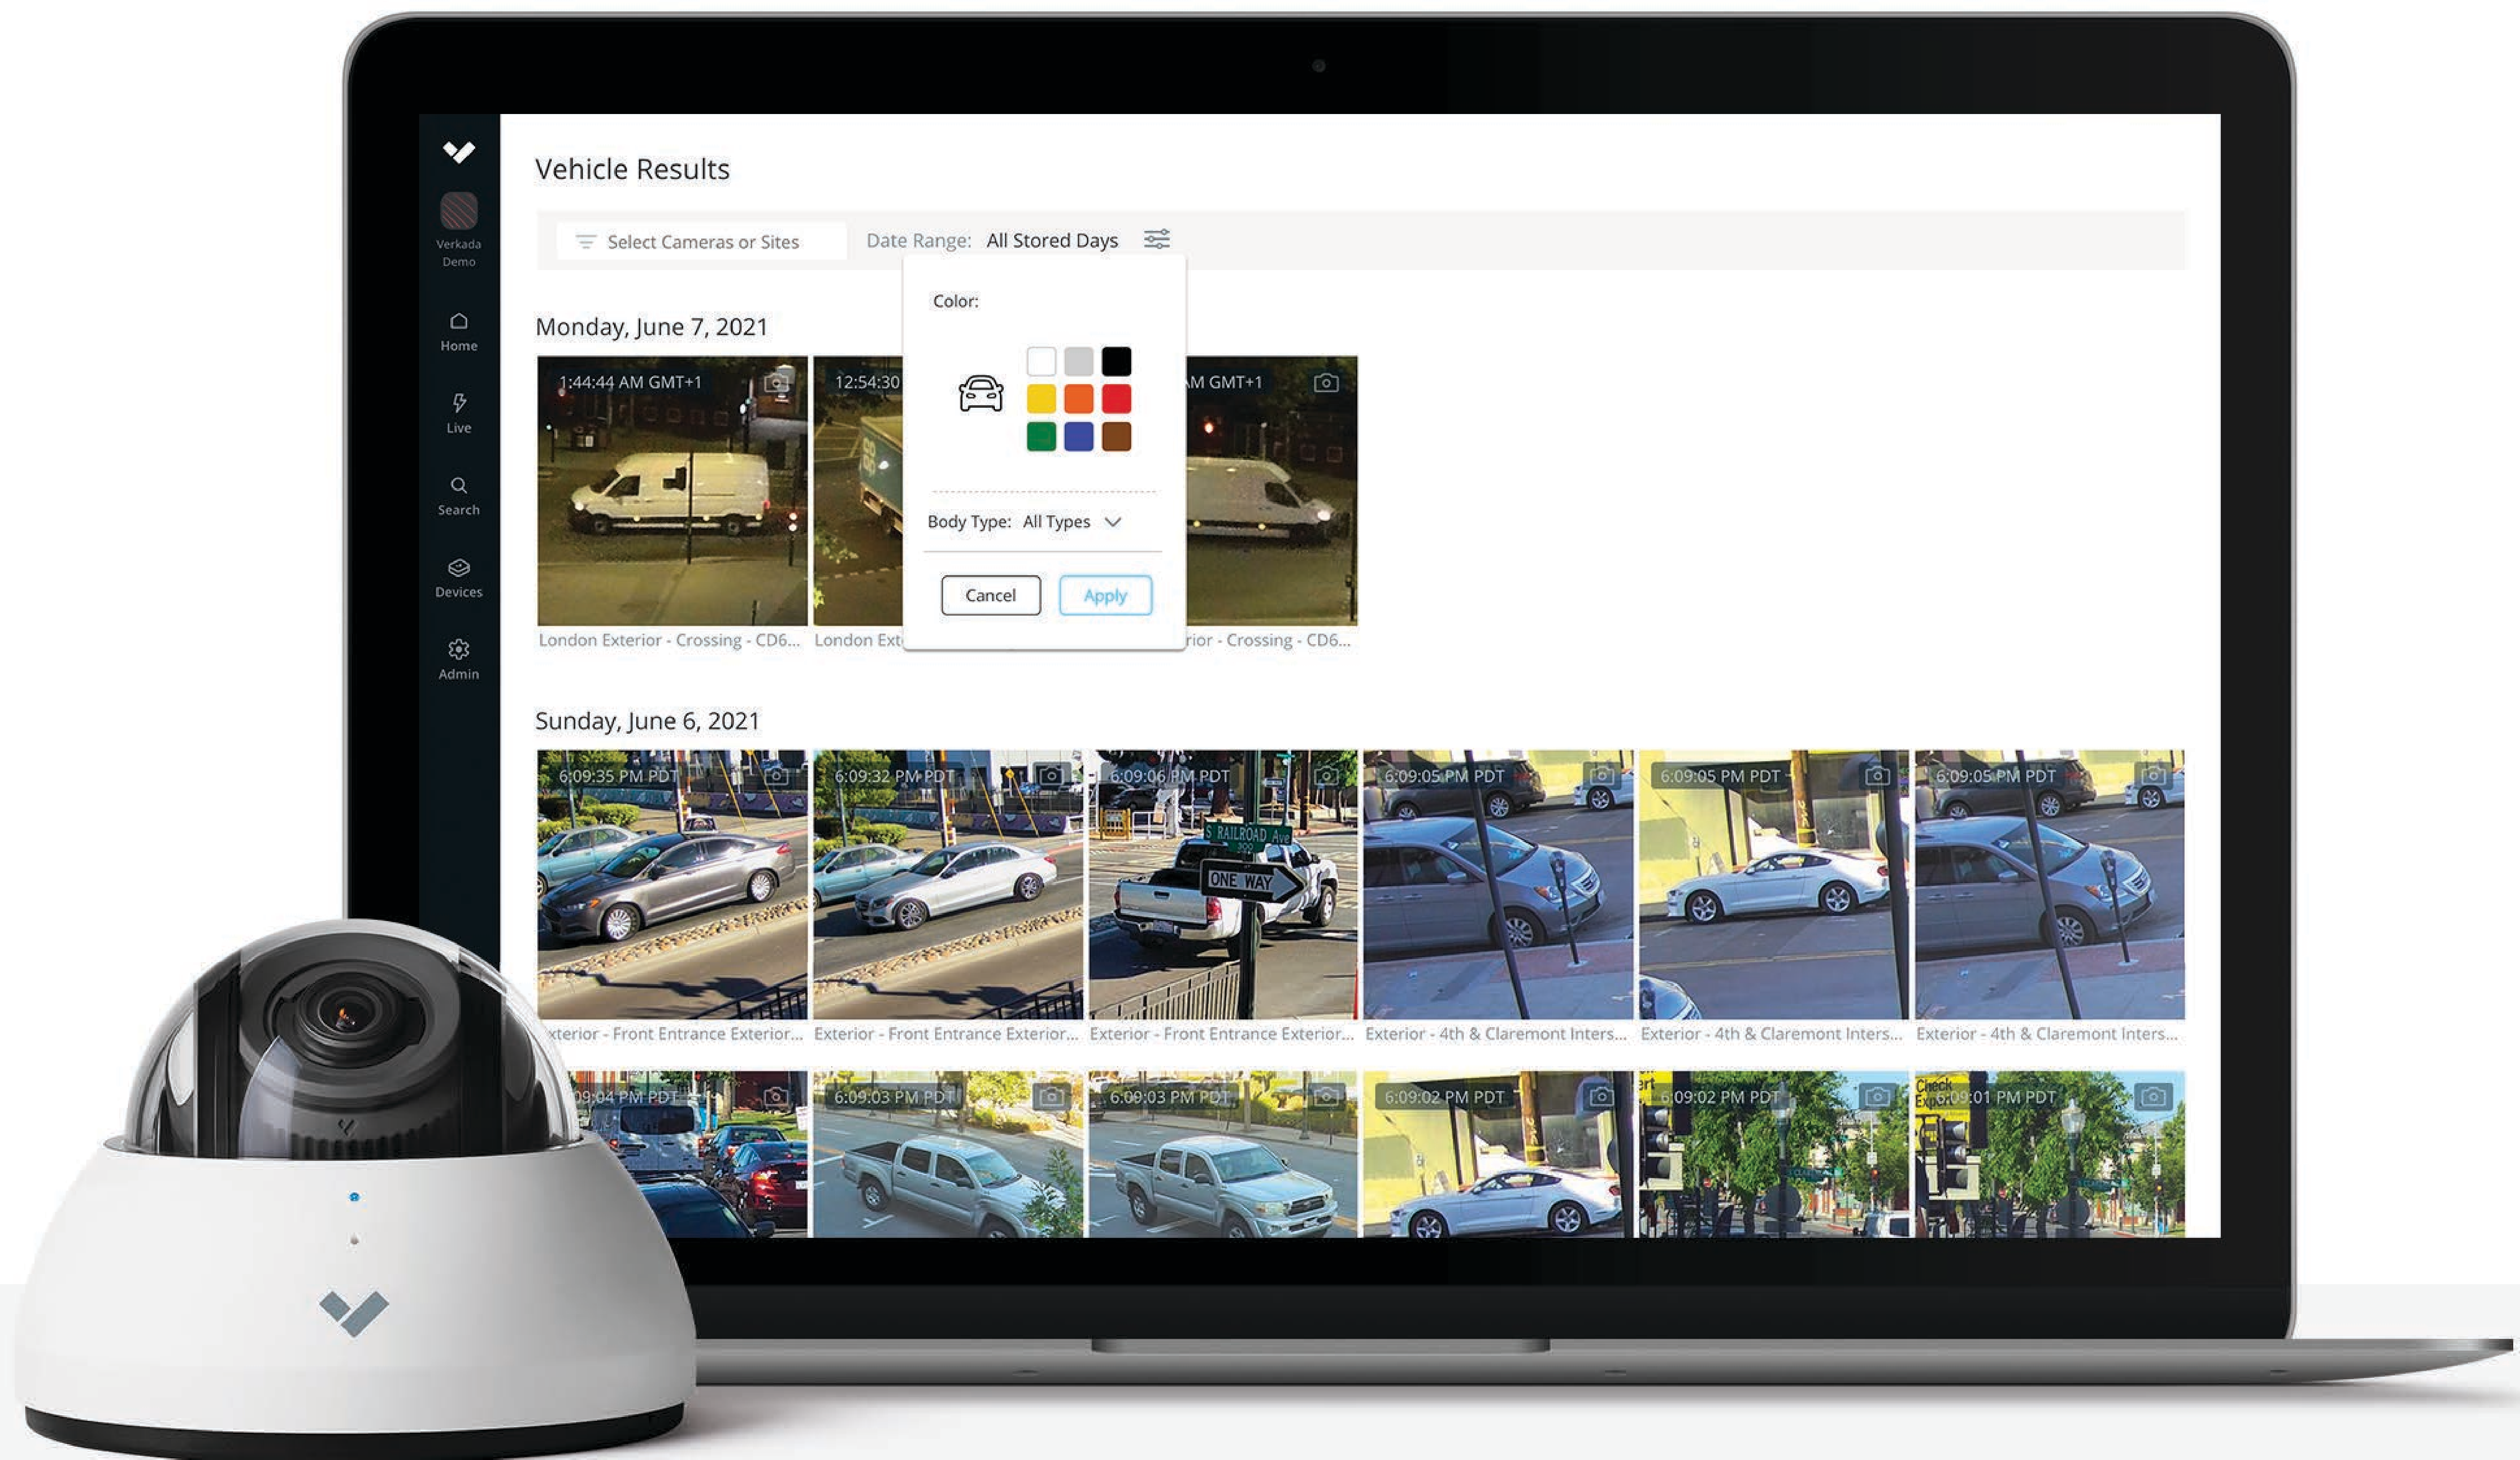 Vehicle Results
Verkada
Demo
Home
Live
Search
Devices
Admin
Select Cameras or Sites
Date Range: All Stored Days
Color:
Body Type: All Types
Cancel
Apply
Monday, June 7, 2021
1:44:44 AM GMT+1
12:54:30
AM GMT+1
London Exterior - Crossing - CD6...
London Ext
rior - Crossing - CD6...
Sunday, June 6, 2021
6:09:35 PM PDT
6:09:32 PM PDT
6:09:06 PM PDT
S RAILROAD Ave
300
ONE WAY
6:09:05 PM PDT
6:09:05 PM PDT
6:09:05 PM PDT
xterior - Front Entrance Exterior...
Exterior - Front Entrance Exterior...
Exterior - Front Entrance Exterior...
Exterior - 4th & Claremont Inters...
Exterior - 4th & Claremont Inters...
Exterior - 4th & Claremont Inters...
09:04 PM PDT
6:09:03 PM PDT
6:09:03 PM PDT
6:09:02 PM PDT
6:09:02 PM PDT
Check
6:09:01 PM PDT